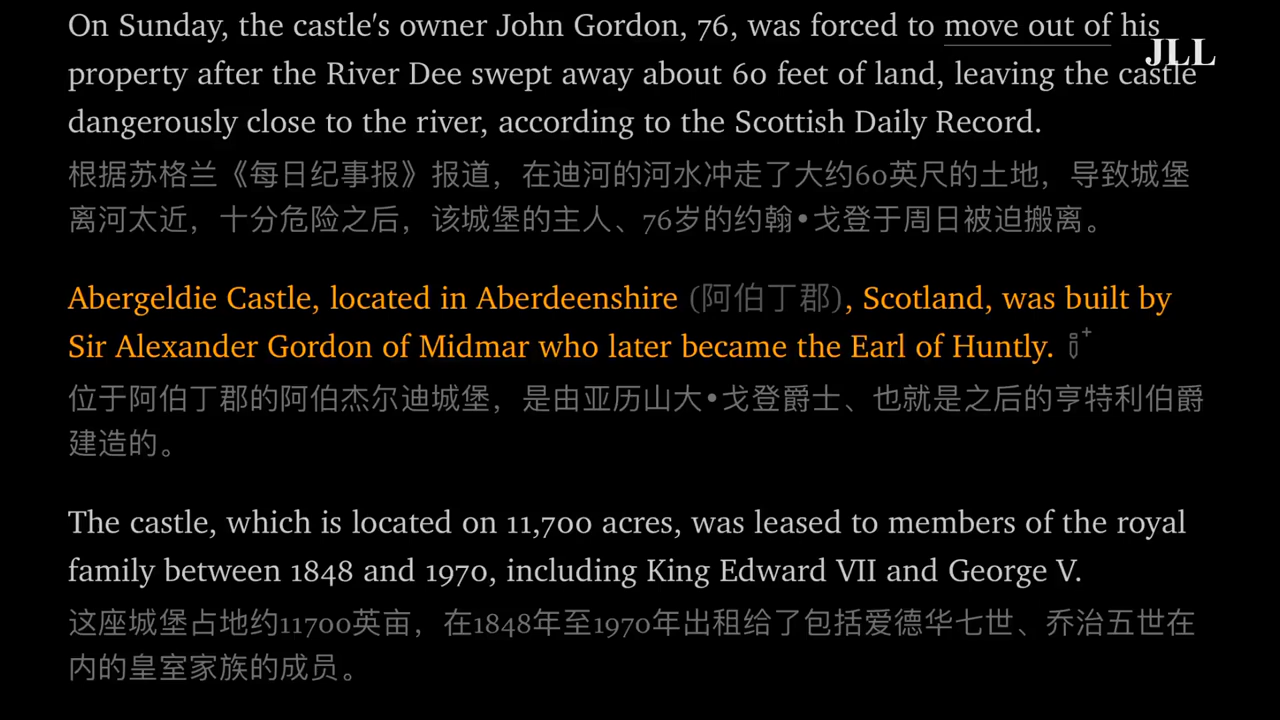 On Sunday, the castle's owner John Gordon, 76, was forced to move out of his
JLL
property after the River Dee swept away about 60 feet of land, leaving the castle
dangerously close to the river, according to the Scottish Daily Record.
根据苏格兰《每日纪事报》报道，在迪河的河水冲走了大约60英尺的土地，导致城堡
离河太近，十分危险之后，该城堡的主人、76岁的约翰•戈登于周日被迫搬离。
Abergeldie Castle, located in Aberdeenshire (阿伯丁郡), Scotland, was built by
Sir Alexander Gordon of Midmar who later became the Earl of Huntly.
位于阿伯丁郡的阿伯杰尔迪城堡，是由亚历山大•戈登爵士、也就是之后的亨特利伯爵
建造的。
The castle, which is located on 11,700 acres, was leased to members of the royal
family between 1848 and 1970, including King Edward VII and George V.
这座城堡占地约11700英亩，在1848年至1970年出租给了包括爱德华七世、乔治五世在
内的皇室家族的成员。